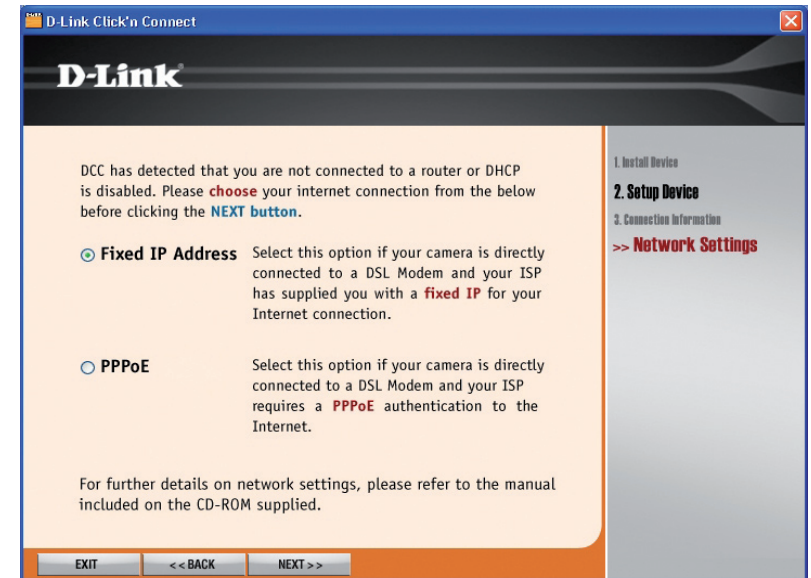 D-Link Click'n Connect
D-Link
DCC has detected that you are not connected to a router or DHCP
is disabled. Please choose your internet connection from the below
before clicking the NEXT button.
Fixed IP Address
Select this option if your camera is directly
connected to a DSL Modem and your ISP
has supplied you with a fixed IP for your
Internet connection.
PPPoE
Select this option if your camera is directly
connected to a DSL Modem and your ISP
requires a PPPoE authentication to the
Internet.
For further details on network settings, please refer to the manual
included on the CD-ROM supplied.
1. Install Device
2. Setup Device
3. Connection Information
>> Network Settings
EXIT
<< BACK
NEXT >>